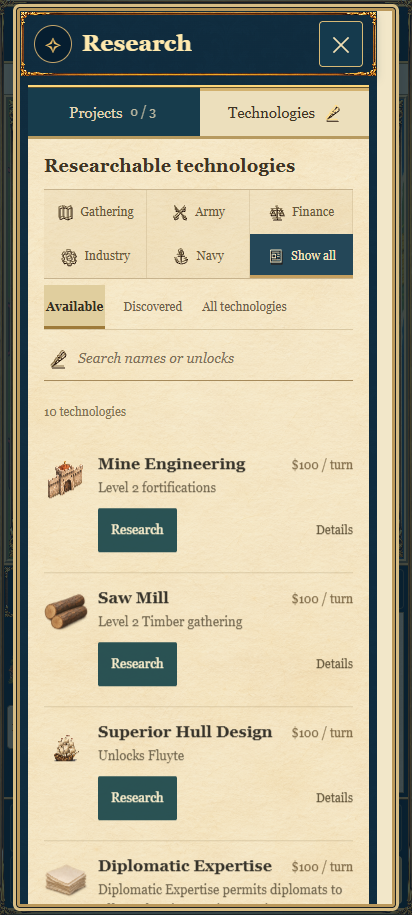 Research
Projects 0 / 3
Technologies
Researchable technologies
Gathering
Army
Finance
Industry
Navy
Show all
Available
Discovered
All technologies
Search names or unlocks
10 technologies
Mine Engineering
$100 / turn
Level 2 fortifications
Research
Details
Saw Mill
$100 / turn
Level 2 Timber gathering
Research
Details
Superior Hull Design
$100 / turn
Unlocks Fluyte
Research
Details
Diplomatic Expertise
$100 / turn
Diplomatic Expertise permits diplomats to